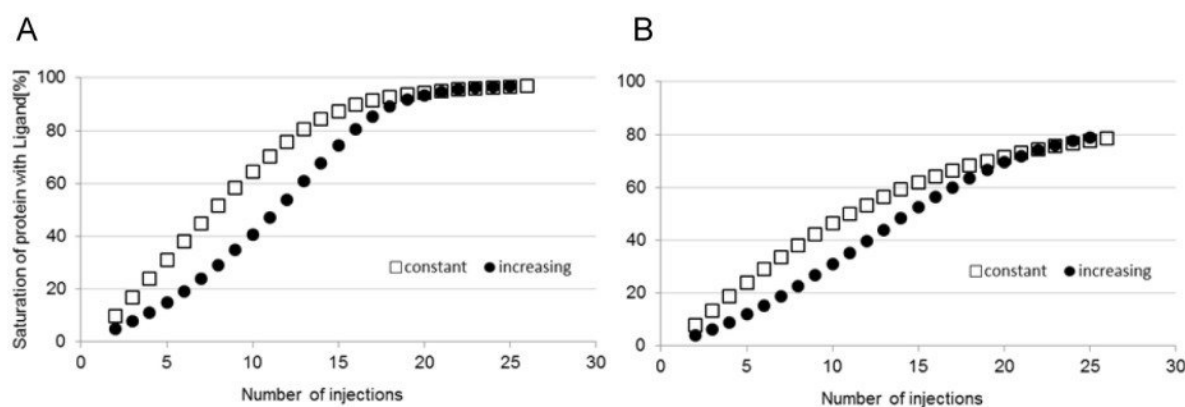 A
B
Saturation of protein with Ligand[%]
100
80
60
40
20
0
constant
increasing
0 5 10 15 20 25 30
Number of injections
100
80
60
40
20
0
constant
increasing
0 5 10 15 20 25 30
Number of injections